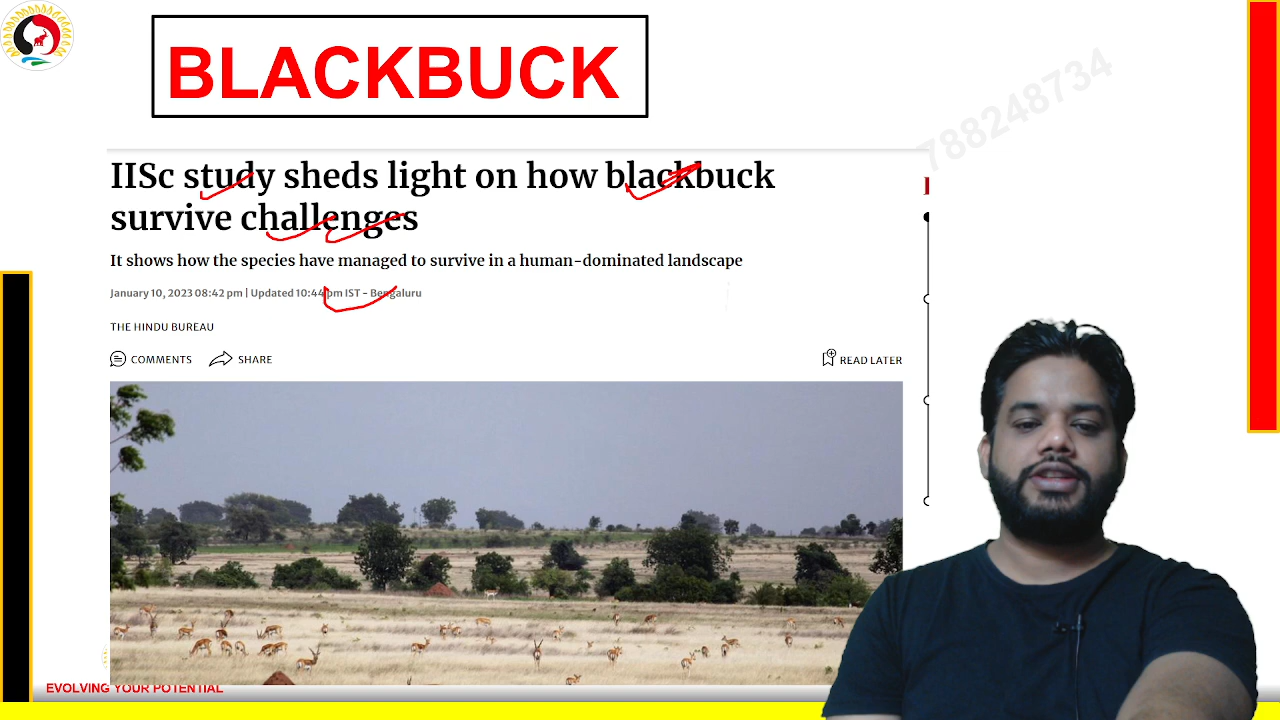 BLACKBUCK
788248734
IISc study sheds light on how blackbuck
survive challenges
It shows how the species have managed to survive in a human-dominated landscape
January 10, 2023 08:42 pm | Updated 10:44 pm IST - Bengaluru
THE HINDU BUREAU
COMMENTS SHARE READ LATER
EVOLVING YOUR POTENTIAL